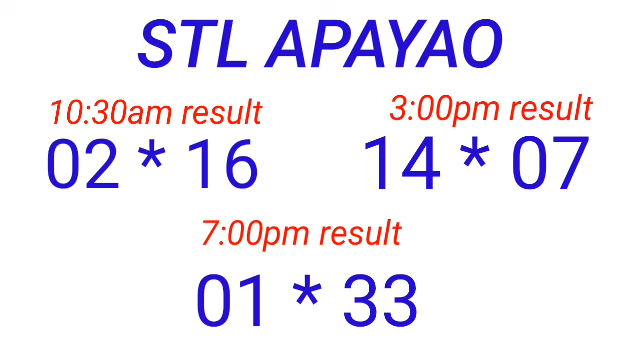 STL APAYAO
10:30am result
02 * 16
3:00pm result
14 * 07
7:00pm result
01 * 33